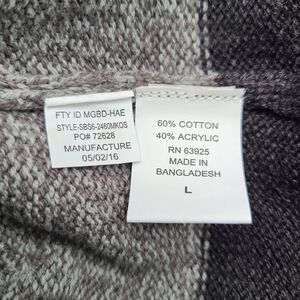 FTY ID MGBD-HAE
STYLE-SBS6-2460MKOS
PO# 72628
MANUFACTURE
05/02/16
60% COTTON
40% ACRYLIC
RN 63925
MADE IN
BANGLADESH
L